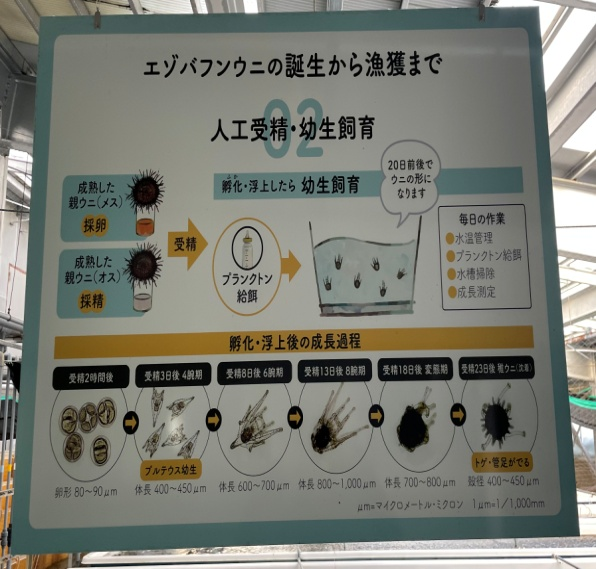 エゾバフンウニの誕生から漁獲まで
02
人工受精・幼生飼育
成熟した
親ウニ(メス)
採卵
成熟した
親ウニ(オス)
採精
受精
ふか
孵化・浮上したら 幼生飼育
プランクトン
給餌
20日前後で
ウニの形に
なります
毎日の作業
●水温管理
●プランクトン給餌
●水槽掃除
●成長測定
孵化・浮上後の成長過程
受精2時間後
卵形 80〜90μm
受精3日後 4腕期
プルテウス幼生
体長 400〜450μm
受精8日後 6腕期
体長 600〜700μm
受精13日後 8腕期
体長 800〜1,000μm
受精18日後 変態期
体長 700〜800μm
受精23日後 稚ウニ(沈着)
トゲ・管足がでる
殻径 400〜450μm
μm=マイクロメートル・ミクロン 1μm=1/1,000mm